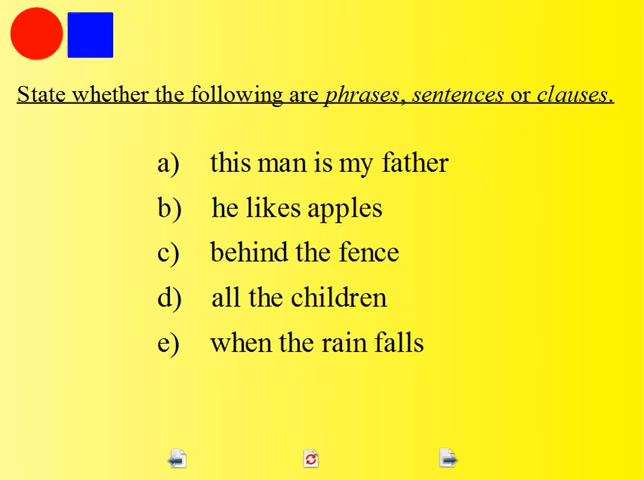 State whether the following are phrases, sentences or clauses.
a) this man is my father
b) he likes apples
c) behind the fence
d) all the children
e) when the rain falls